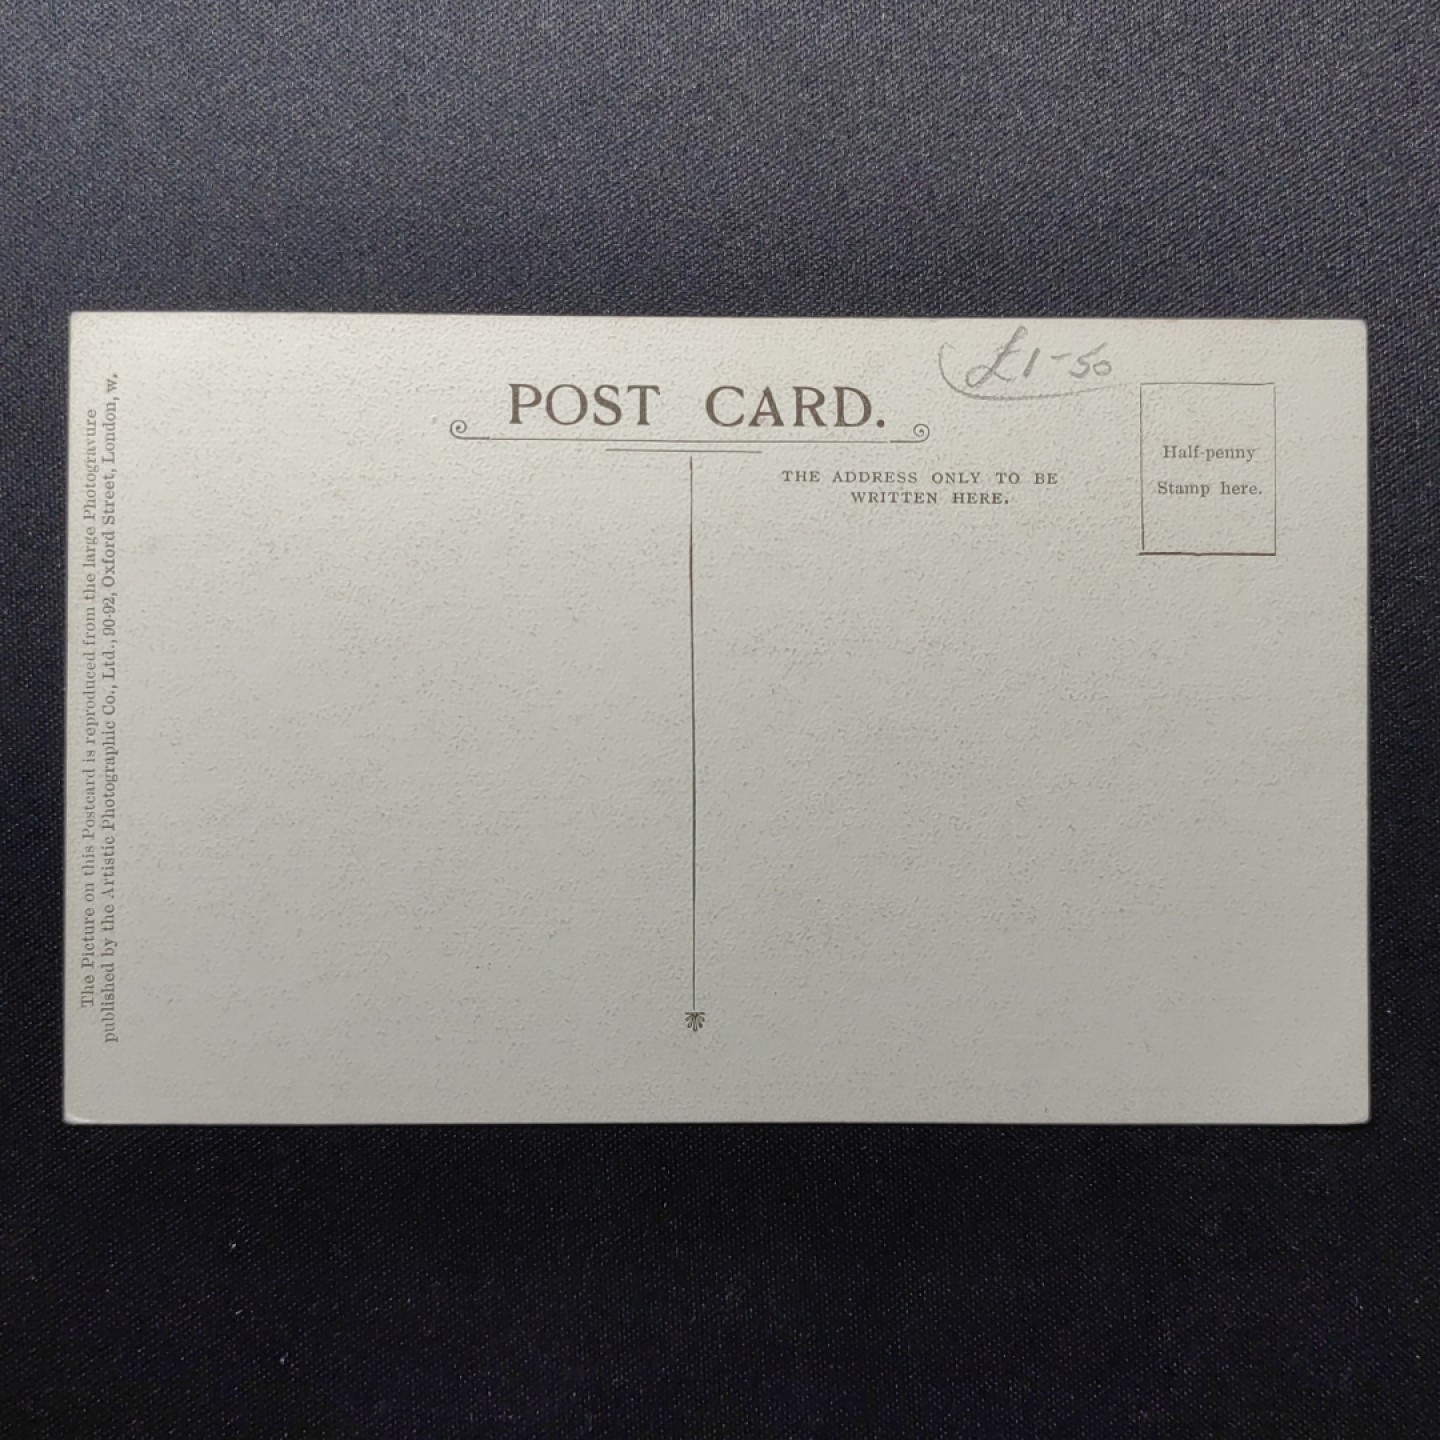 £1-50
POST CARD.
THE ADDRESS ONLY TO BE
WRITTEN HERE.
Half-penny
Stamp here.
The Picture on this Postcard is reproduced from the large Photogravure
published by the Artistic Photographic Co., Ltd., 90-92, Oxford Street, London, W.